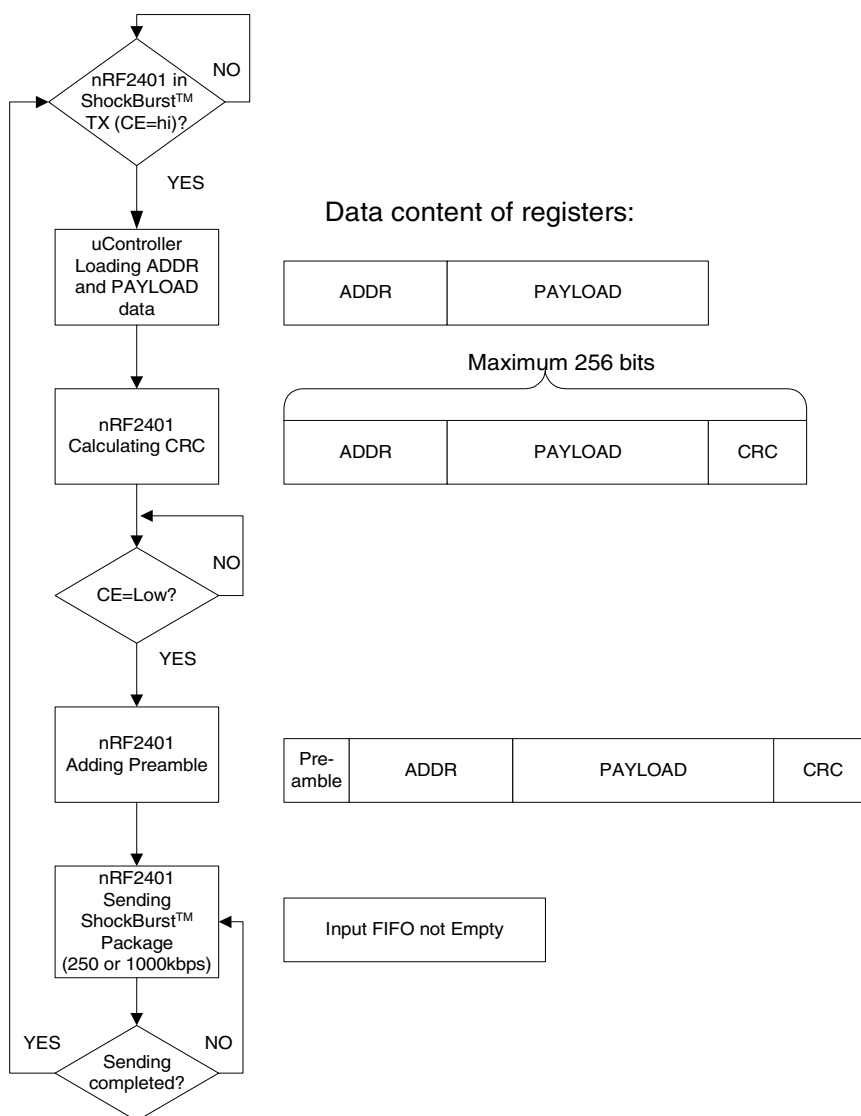 nRF2401 in
ShockBurst™
TX (CE=hi)?
NO
YES
Data content of registers:
uController
Loading ADDR
and PAYLOAD
data
ADDR
PAYLOAD
Maximum 256 bits
nRF2401
Calculating CRC
ADDR
PAYLOAD
CRC
NO
CE=Low?
YES
nRF2401
Adding Preamble
Pre-
amble
ADDR
PAYLOAD
CRC
nRF2401
Sending
ShockBurst™
Package
(250 or 1000kbps)
Input FIFO not Empty
YES
NO
Sending
completed?